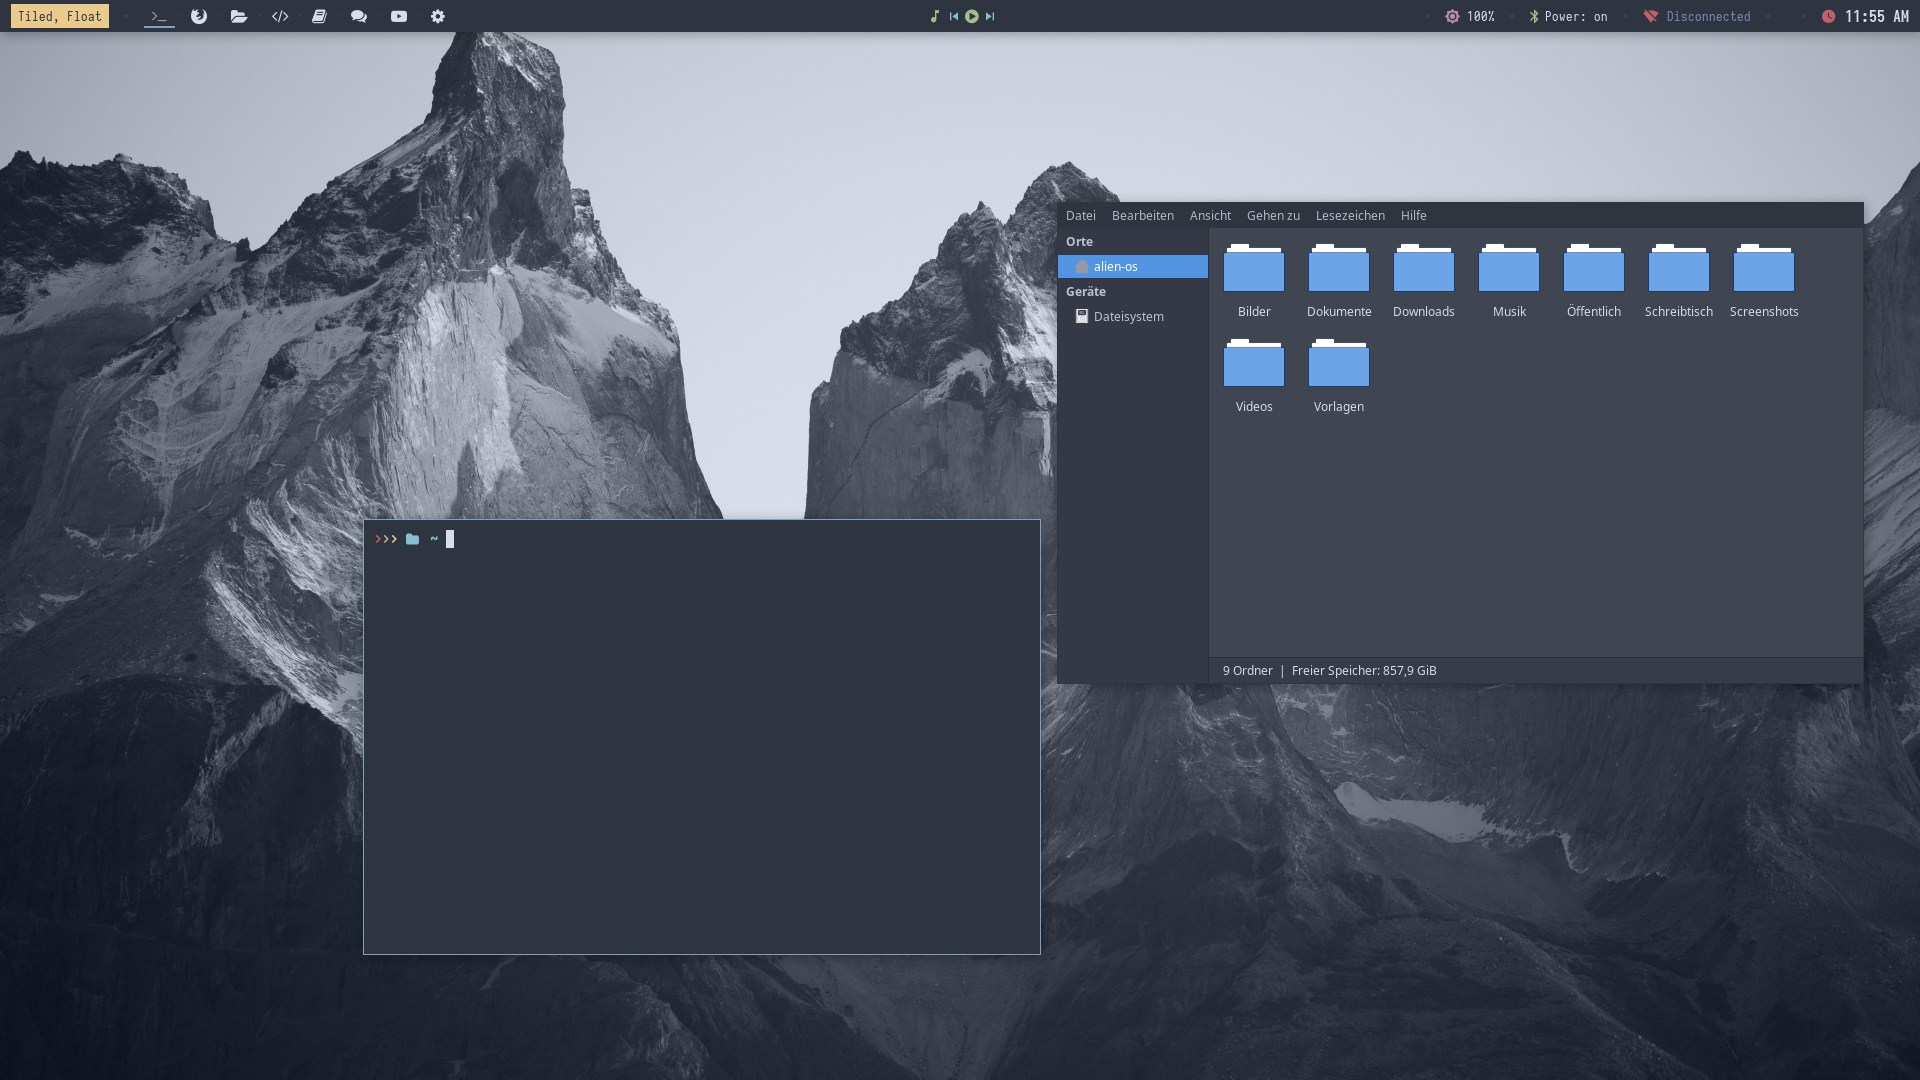 Tiled, Float
100%
Power: on
Disconnected
11:55 AM
Datei Bearbeiten Ansicht Gehen zu Lesezeichen Hilfe
Orte
alien-os
Geräte
Dateisystem
Bilder Dokumente Downloads Musik Öffentlich Schreibtisch Screenshots
Videos Vorlagen
9 Ordner | Freier Speicher: 857,9 GiB
>>> ~